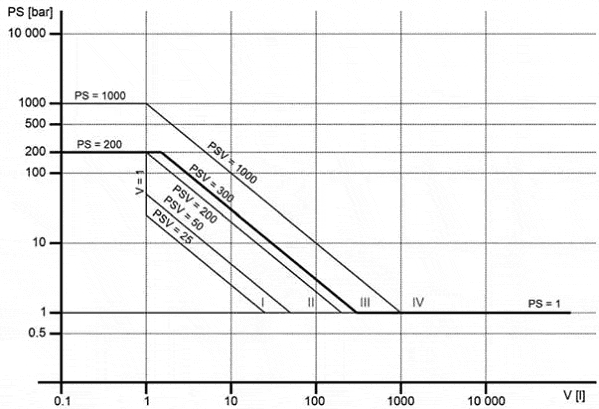 PS [bar]
10 000
PS = 1000
1000
500
PS = 200
200
PSV = 1000
100
V = 1
PSV = 300
PSV = 200
PSV = 50
PSV = 25
10
I
II
III
IV
PS = 1
1
0.5
0.1
1
10
100
1000
10 000
V [l]